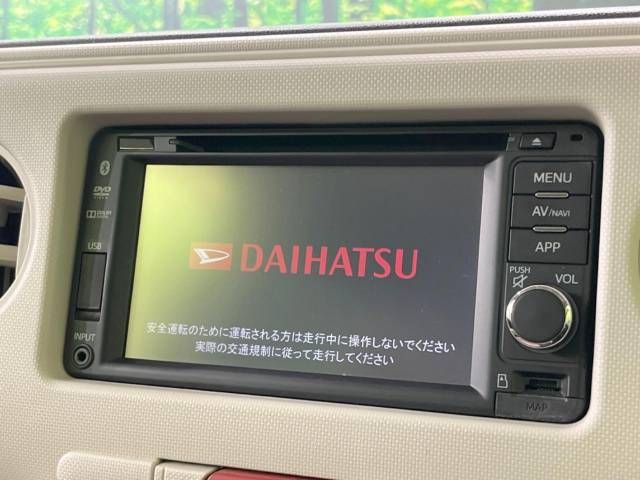 DVD
USB
INPUT
DAIHATSU
安全運転のために運転される方は走行中に操作しないでください
実際の交通規制に従って走行してください
MENU
AV/NAVI
APP
PUSH
VOL
MAP